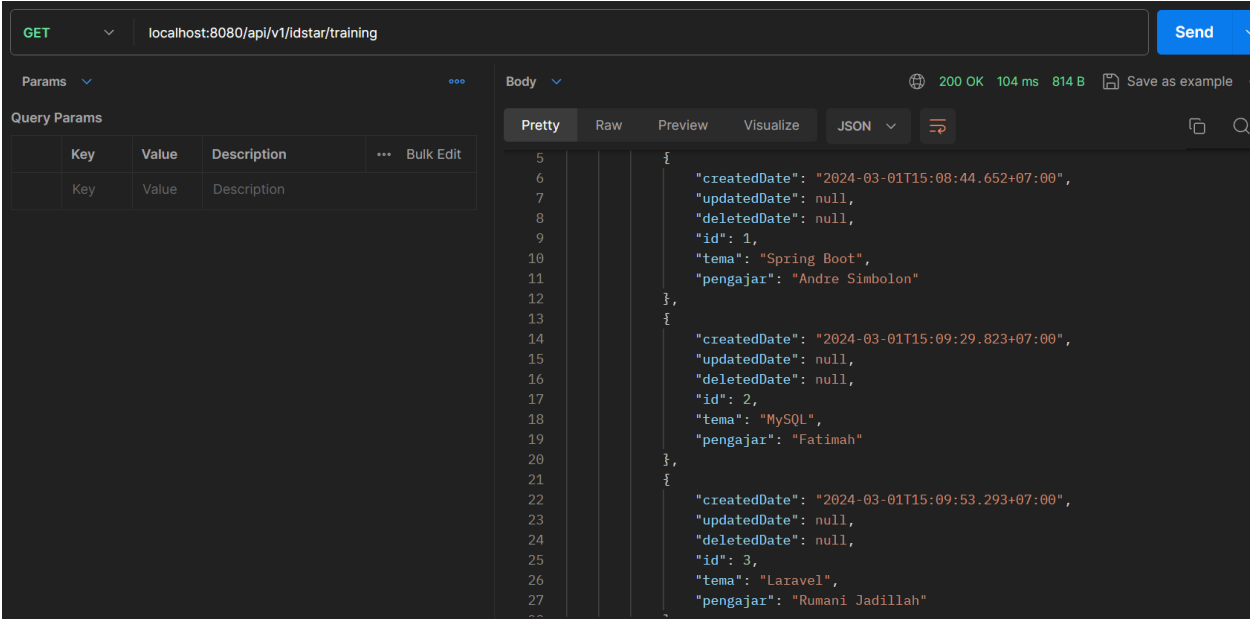 GET localhost:8080/api/v1/idstar/training Send
Params Body 200 OK 104 ms 814 B Save as example
Query Params Pretty Raw Preview Visualize JSON
Key Value Description Bulk Edit
Key Value Description
5 {
6 "createdDate": "2024-03-01T15:08:44.652+07:00",
7 "updatedDate": null,
8 "deletedDate": null,
9 "id": 1,
10 "tema": "Spring Boot",
11 "pengajar": "Andre Simbolon"
12 },
13 {
14 "createdDate": "2024-03-01T15:09:29.823+07:00",
15 "updatedDate": null,
16 "deletedDate": null,
17 "id": 2,
18 "tema": "MySQL",
19 "pengajar": "Fatimah"
20 },
21 {
22 "createdDate": "2024-03-01T15:09:53.293+07:00",
23 "updatedDate": null,
24 "deletedDate": null,
25 "id": 3,
26 "tema": "Laravel",
27 "pengajar": "Rumani Jadillah"